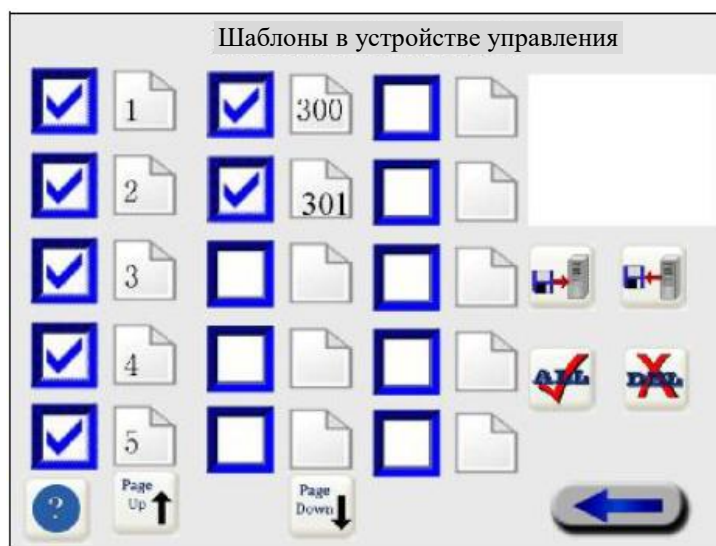 Шаблоны в устройстве управления
1
300
2
301
3
4
5
ALL
DEL
?
Page
Up
Page
Down